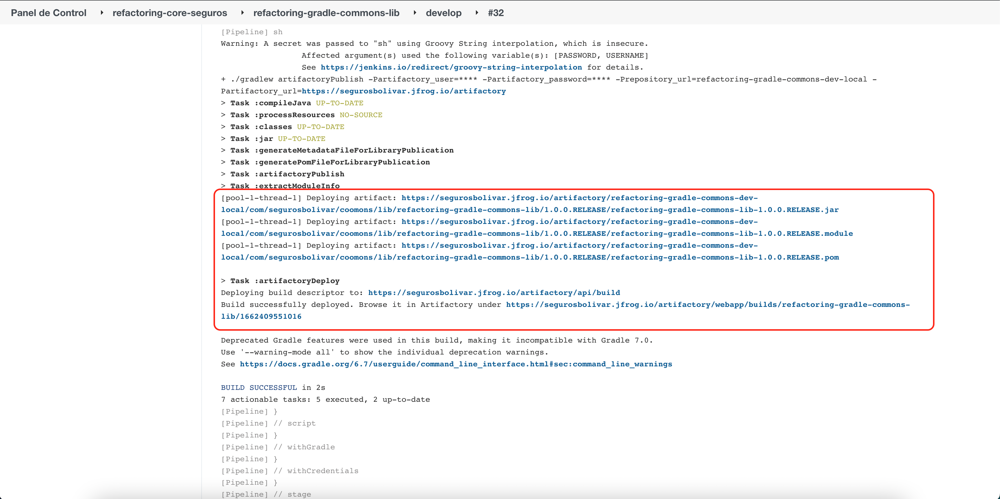 Panel de Control ▸ refactoring-core-seguros ▸ refactoring-gradle-commons-lib ▸ develop ▸ #32
[Pipeline] sh
Warning: A secret was passed to "sh" using Groovy String interpolation, which is insecure.
Affected argument(s) used the following variable(s): [PASSWORD, USERNAME]
See https://jenkins.io/redirect/groovy-string-interpolation for details.
+ ./gradlew artifactoryPublish -Partifactory_user=**** -Partifactory_password=**** -Prepository_url=refactoring-gradle-commons-dev-local -
Partifactory_url=https://segurosbolivar.jfrog.io/artifactory
> Task :compileJava UP-TO-DATE
> Task :processResources NO-SOURCE
> Task :classes UP-TO-DATE
> Task :jar UP-TO-DATE
> Task :generateMetadataFileForLibraryPublication
> Task :generatePomFileForLibraryPublication
> Task :artifactoryPublish
> Task :extractModuleInfo
[pool-1-thread-1] Deploying artifact: https://segurosbolivar.jfrog.io/artifactory/refactoring-gradle-commons-dev-
local/com/segurosbolivar/coomons/lib/refactoring-gradle-commons-lib/1.0.0.RELEASE/refactoring-gradle-commons-lib-1.0.0.RELEASE.jar
[pool-1-thread-1] Deploying artifact: https://segurosbolivar.jfrog.io/artifactory/refactoring-gradle-commons-dev-
local/com/segurosbolivar/coomons/lib/refactoring-gradle-commons-lib/1.0.0.RELEASE/refactoring-gradle-commons-lib-1.0.0.RELEASE.module
[pool-1-thread-1] Deploying artifact: https://segurosbolivar.jfrog.io/artifactory/refactoring-gradle-commons-dev-
local/com/segurosbolivar/coomons/lib/refactoring-gradle-commons-lib/1.0.0.RELEASE/refactoring-gradle-commons-lib-1.0.0.RELEASE.pom
> Task :artifactoryDeploy
Deploying build descriptor to: https://segurosbolivar.jfrog.io/artifactory/api/build
Build successfully deployed. Browse it in Artifactory under https://segurosbolivar.jfrog.io/artifactory/webapp/builds/refactoring-gradle-commons-
lib/1662409551016
Deprecated Gradle features were used in this build, making it incompatible with Gradle 7.0.
Use '--warning-mode all' to show the individual deprecation warnings.
See https://docs.gradle.org/6.7/userguide/command_line_interface.html#sec:command_line_warnings
BUILD SUCCESSFUL in 2s
7 actionable tasks: 5 executed, 2 up-to-date
[Pipeline] }
[Pipeline] // script
[Pipeline] }
[Pipeline] // withGradle
[Pipeline] }
[Pipeline] // withCredentials
[Pipeline] }
[Pipeline] // stage